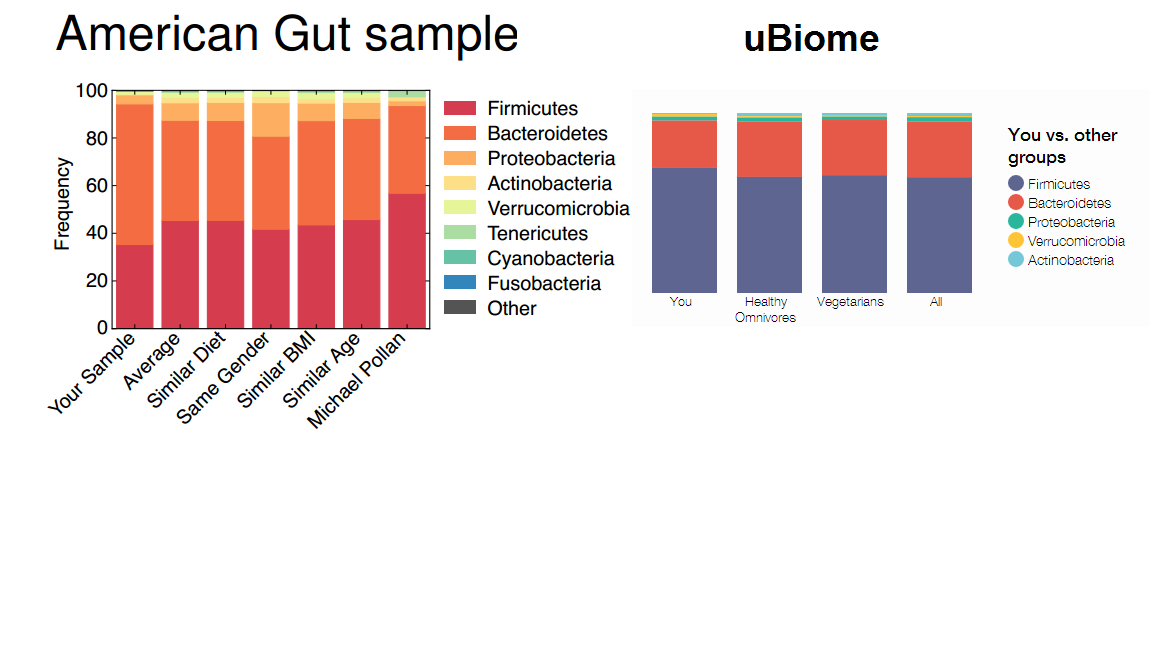 American Gut sample
100
80
60
40
20
0
Frequency
Your Sample
Average
Similar Diet
Same Gender
Similar BMI
Similar Age
Michael Pollan
Firmicutes
Bacteroidetes
Proteobacteria
Actinobacteria
Verrucomicrobia
Tenericutes
Cyanobacteria
Fusobacteria
Other
uBiome
You
Healthy
Omnivores
Vegetarians
All
You vs. other
groups
Firmicutes
Bacteroidetes
Proteobacteria
Verrucomicrobia
Actinobacteria